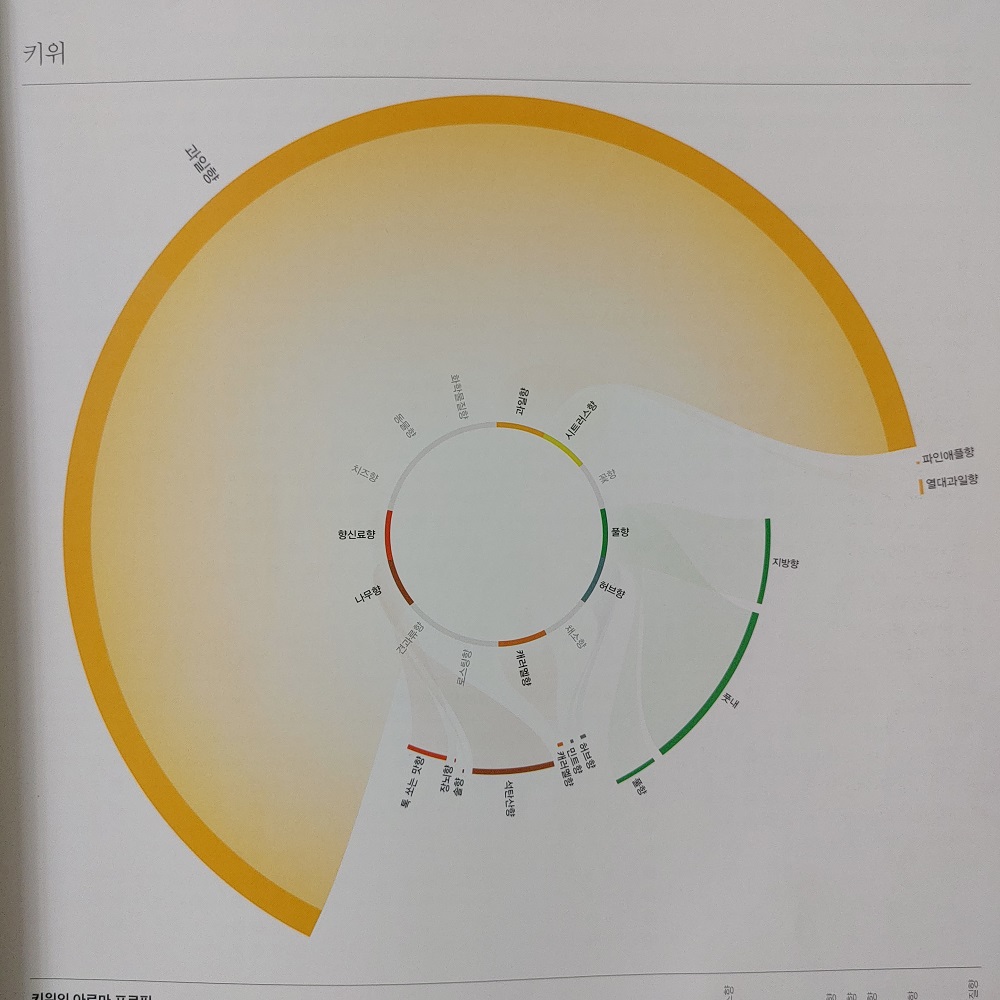 키위
과일향
화학물질향
과일향
시트러스향
동물향
치즈향
꽃향
파인애플향
열대과일향
향신료향
풀향
지방향
나무향
허브향
견과류향
채소향
로스팅향
캐러멜향
풋내
톡 쏘는 맛향
장뇌향
솔향
석탄산향
캐러멜향
민트향
허브향
풀향
키위의 아로마 프로필